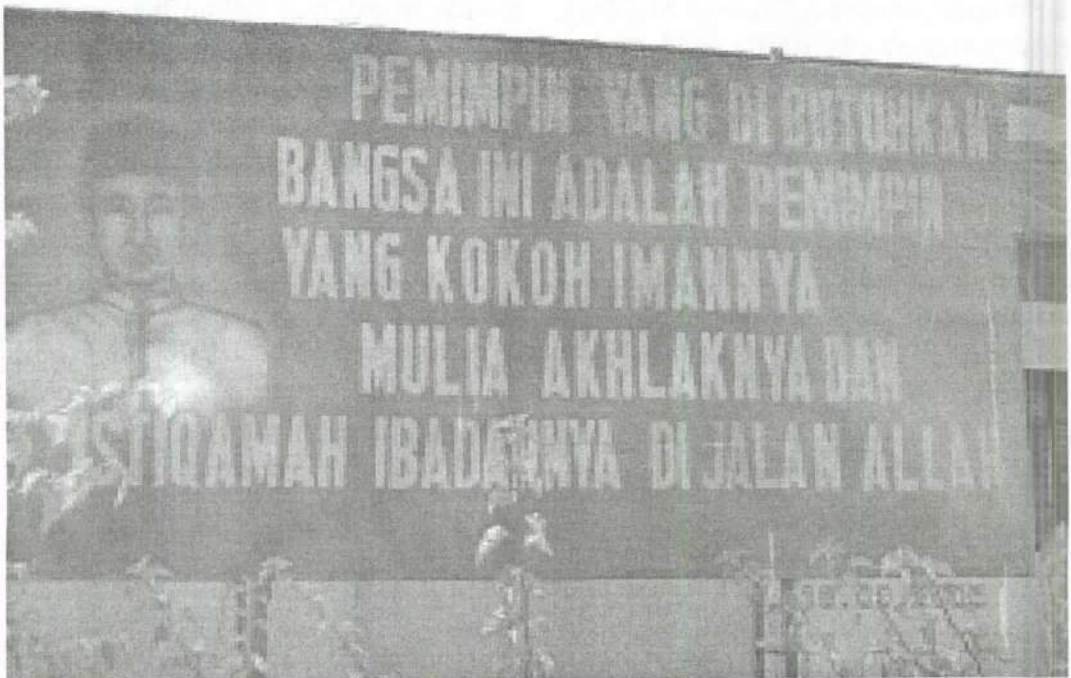 PEMIMPIN YANG DI BUTUHKAN
BANGSA INI ADALAH PEMIMPIN
YANG KOKOH IMANNYA
MULIA AKHLAKNYA DAN
ISTIQAMAH IBADAHNYA DI JALAN ALLAH